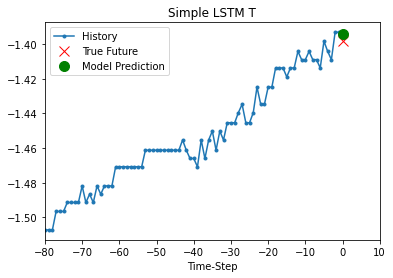 Simple LSTM T
History
True Future
Model Prediction
−1.40
−1.42
−1.44
−1.46
−1.48
−1.50
−80 −70 −60 −50 −40 −30 −20 −10 0 10
Time-Step